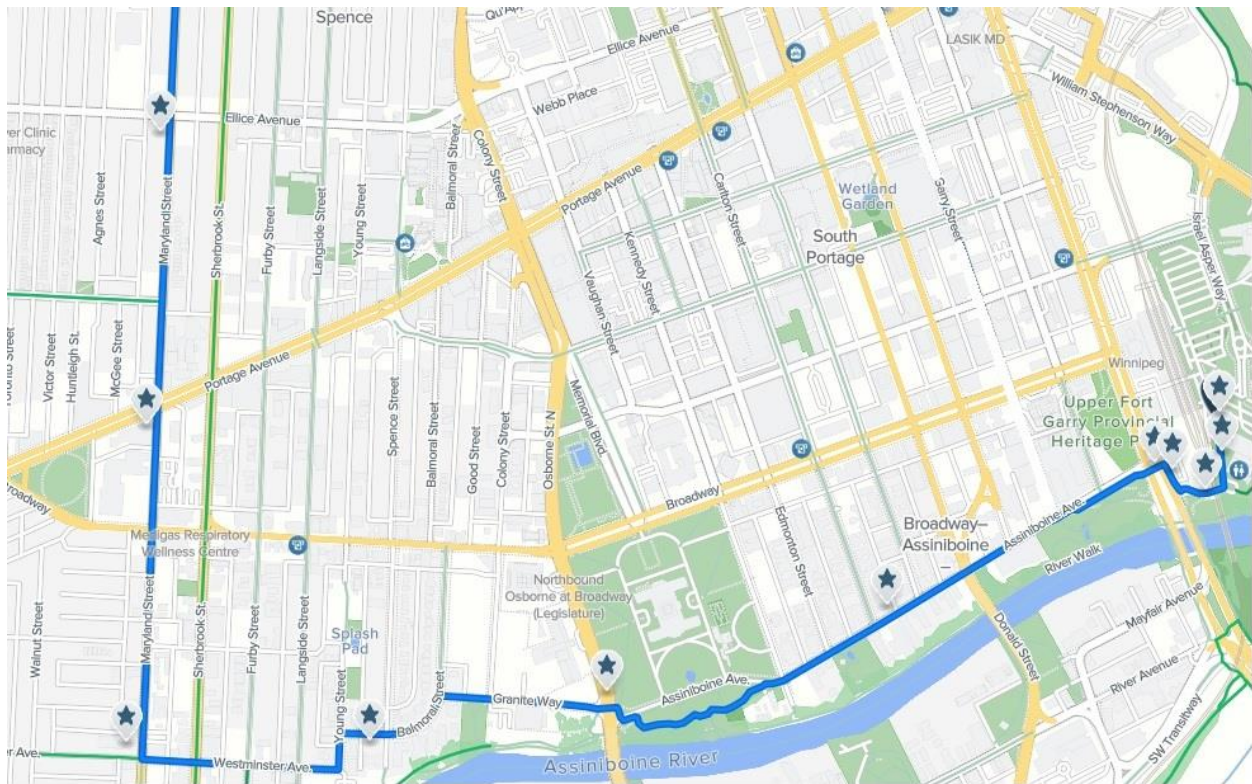 Spence
Qu'Ap
Ellice Avenue
LASIK MD
Webb Place
William Stephenson Way
Ellice Avenue
Colony Street
Balmoral Street
Portage Avenue
Agnes Street
Maryland Street
Sherbrook St.
Furby Street
Langside Street
Young Street
Carlton Street
Wetland
Garden
Garry Street
South
Portage
Israel Asper Way
Kennedy Street
Vaughan Street
Victor Street
Huntleigh St.
McGee Street
Portage Avenue
Memorial Blvd.
Winnipeg
Upper Fort
Garry Provincial
Spence Street
Balmoral Street
Good Street
Colony Street
Osborne St. N
Broadway
Broadway
Edmonton Street
Respiratory
Wellness Centre
Broadway–
Assiniboine
Assiniboine Ave.
River Walk
Northbound
Osborne at Broadway
(Legislature)
Walnut Street
Maryland Street
Sherbrook St.
Furby Street
Langside Street
Splash
Pad
Young Street
Balmoral Street
Granite Way
Assiniboine Ave.
Donald Street
Mayfair Avenue
River Avenue
SW Transitway
Westminster Ave.
Assiniboine River